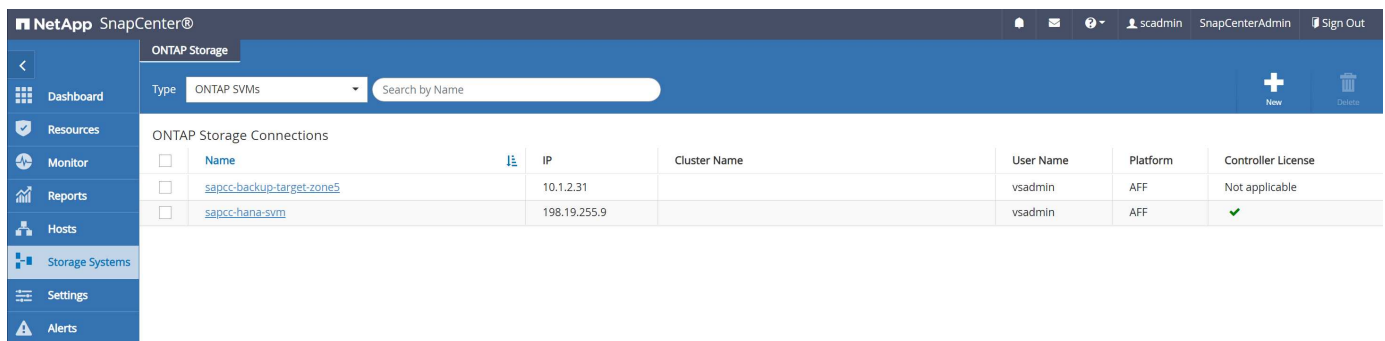 NetApp SnapCenter®
scadmin SnapCenterAdmin Sign Out
ONTAP Storage
Type ONTAP SVMs Search by Name
New Delete
Dashboard
Resources
Monitor
Reports
Hosts
Storage Systems
Settings
Alerts
ONTAP Storage Connections
Name IP Cluster Name User Name Platform Controller License
sapcc-backup-target-zone5 10.1.2.31 vsadmin AFF Not applicable
sapcc-hana-svm 198.19.255.9 vsadmin AFF